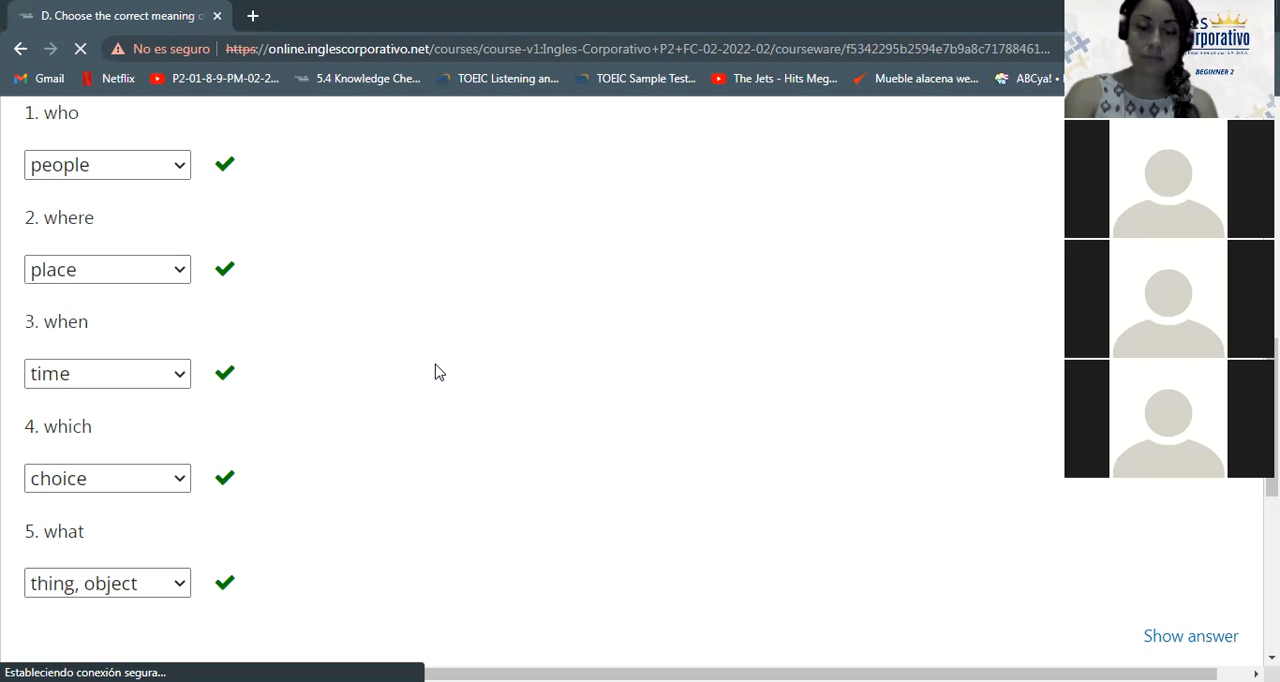 D. Choose the correct meaning
No es seguro
https://online.inglescorporativo.net/courses/course-v1:Ingles-Corporativo+P2+FC-02-2022-02/courseware/f5342295b2594e7b9a8c71788461...
Gmail
Netflix
P2-01-8-9-PM-02-2...
5.4 Knowledge Che...
TOEIC Listening an...
TOEIC Sample Test...
The Jets - Hits Meg...
Mueble alacena we...
ABCya! •
BEGINNER 2
1. who
people
2. where
place
3. when
time
4. which
choice
5. what
thing, object
Show answer
Estableciendo conexión segura...